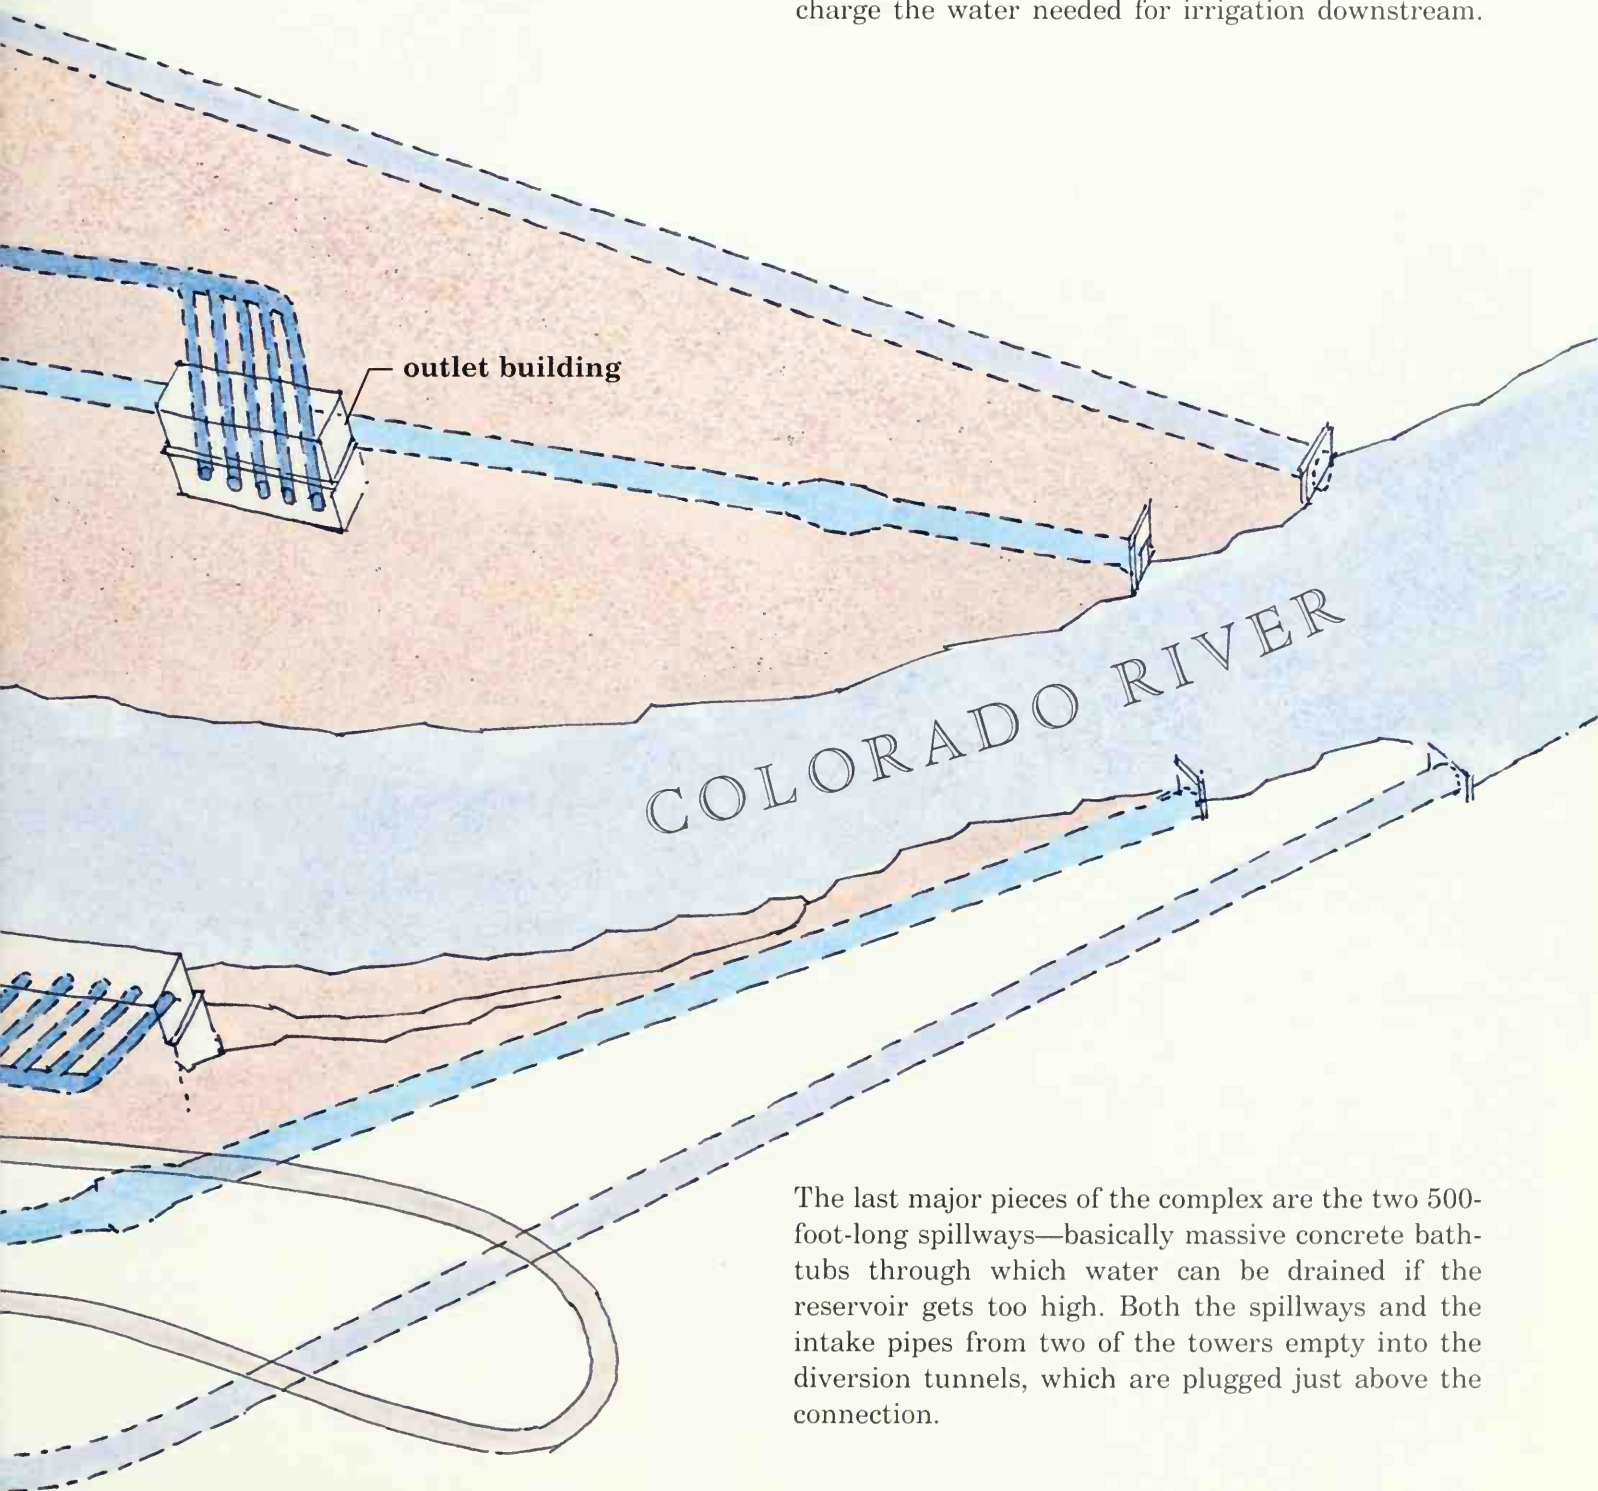 charge the water needed for irrigation downstream.
outlet building
COLORADO RIVER
The last major pieces of the complex are the two 500-
foot-long spillways—basically massive concrete bath-
tubs through which water can be drained if the
reservoir gets too high. Both the spillways and the
intake pipes from two of the towers empty into the
diversion tunnels, which are plugged just above the
connection.